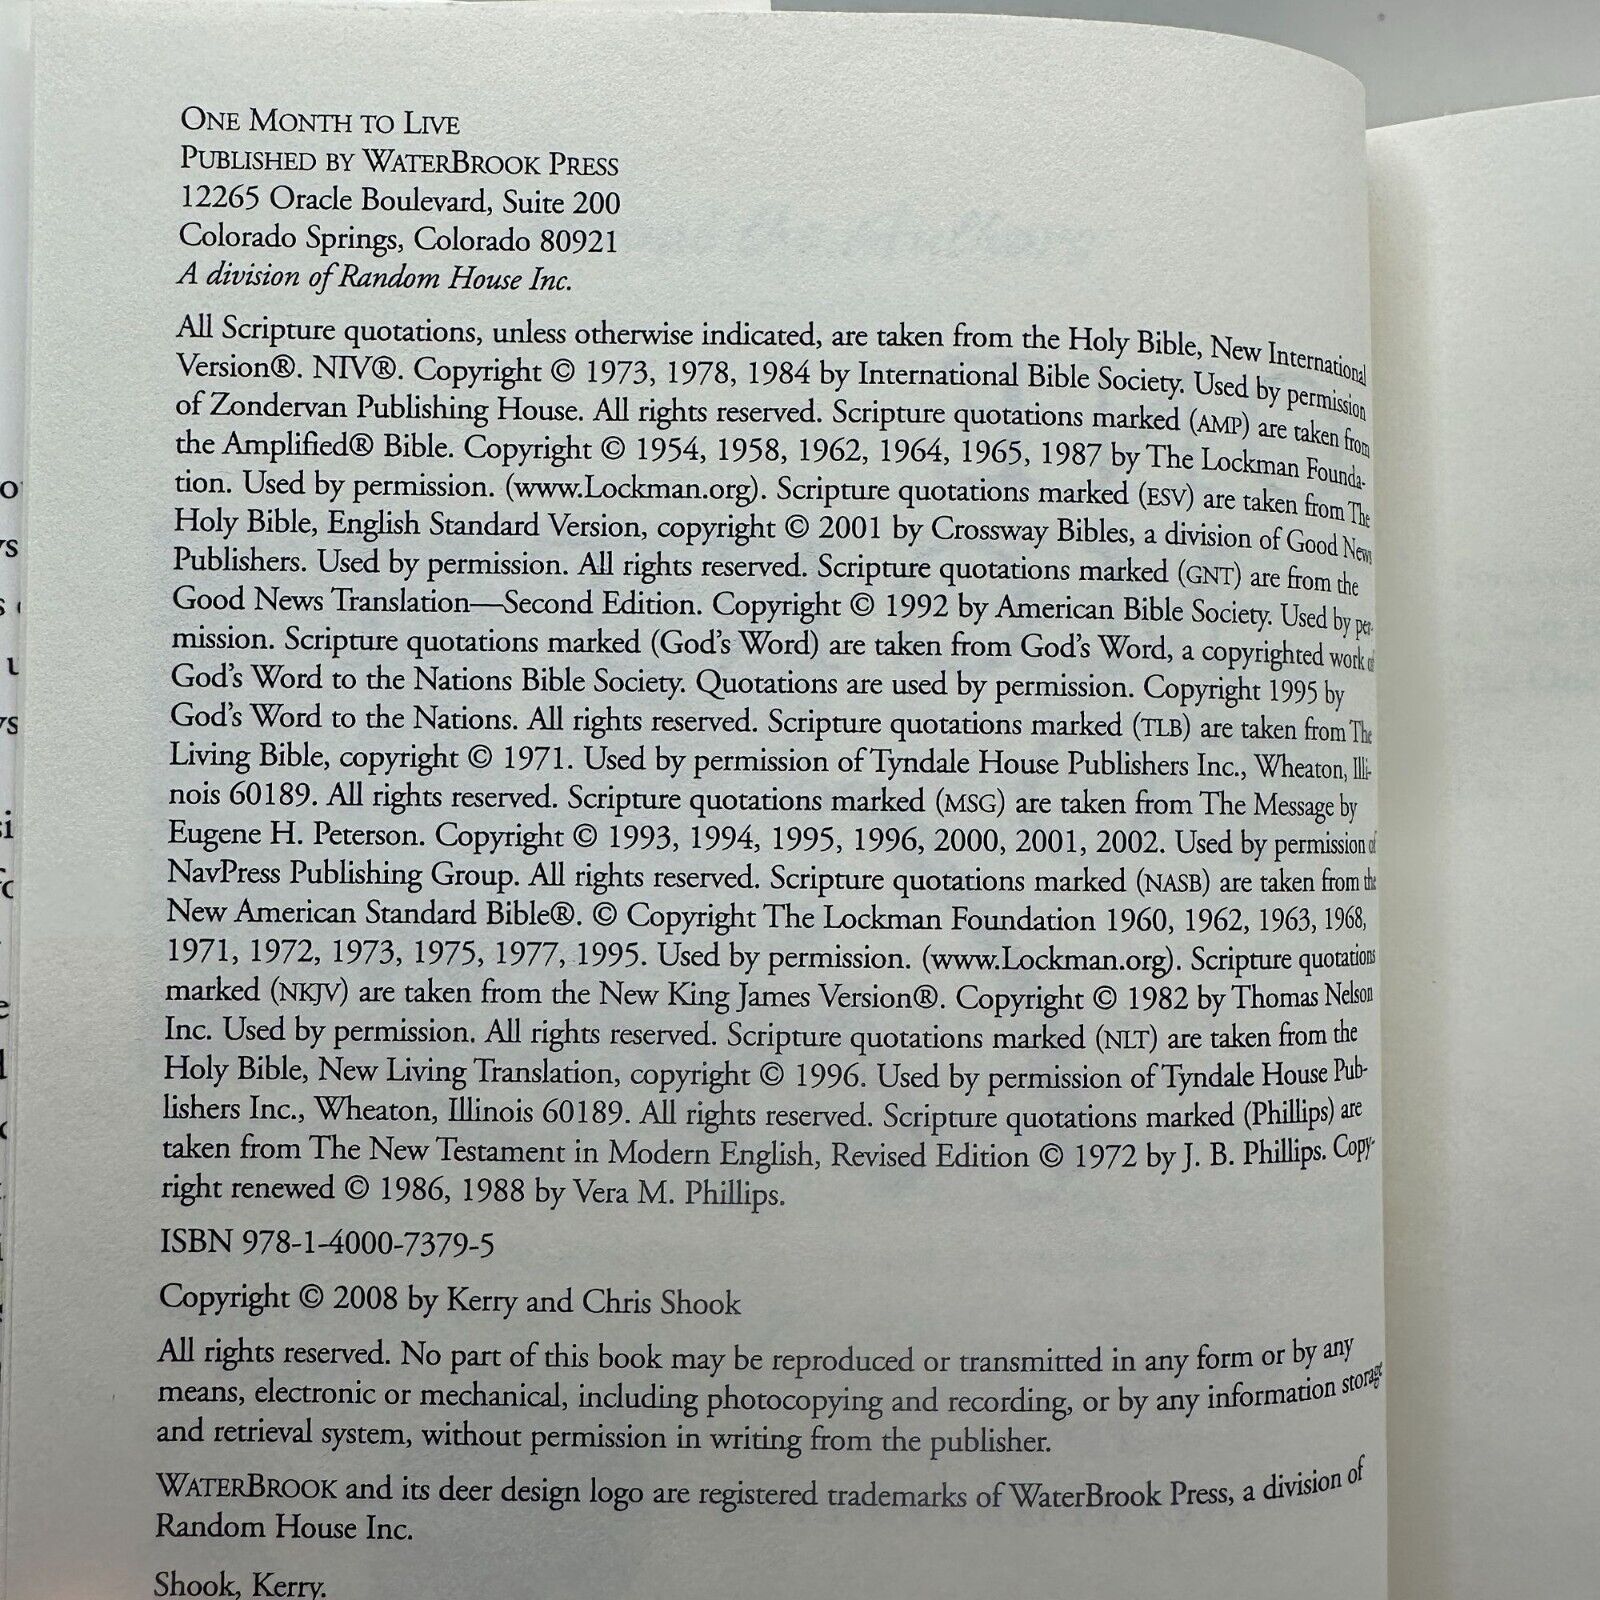 ONE MONTH TO LIVE
PUBLISHED BY WATERBROOK PRESS
12265 Oracle Boulevard, Suite 200
Colorado Springs, Colorado 80921
A division of Random House Inc.
All Scripture quotations, unless otherwise indicated, are taken from the Holy Bible, New International
Version®. NIV®. Copyright © 1973, 1978, 1984 by International Bible Society. Used by permission
of Zondervan Publishing House. All rights reserved. Scripture quotations marked (AMP) are taken from
the Amplified® Bible. Copyright © 1954, 1958, 1962, 1964, 1965, 1987 by The Lockman Founda-
tion. Used by permission. (www.Lockman.org). Scripture quotations marked (ESV) are taken from The
Holy Bible, English Standard Version, copyright © 2001 by Crossway Bibles, a division of Good News
Publishers. Used by permission. All rights reserved. Scripture quotations marked (GNT) are from the
Good News Translation—Second Edition. Copyright © 1992 by American Bible Society. Used by per-
mission. Scripture quotations marked (God's Word) are taken from God's Word, a copyrighted work of
God's Word to the Nations Bible Society. Quotations are used by permission. Copyright 1995 by
God's Word to the Nations. All rights reserved. Scripture quotations marked (TLB) are taken from The
Living Bible, copyright © 1971. Used by permission of Tyndale House Publishers Inc., Wheaton, Illi-
nois 60189. All rights reserved. Scripture quotations marked (MSG) are taken from The Message by
Eugene H. Peterson. Copyright © 1993, 1994, 1995, 1996, 2000, 2001, 2002. Used by permission of
NavPress Publishing Group. All rights reserved. Scripture quotations marked (NASB) are taken from the
New American Standard Bible®. © Copyright The Lockman Foundation 1960, 1962, 1963, 1968,
1971, 1972, 1973, 1975, 1977, 1995. Used by permission. (www.Lockman.org). Scripture quotations
marked (NKJV) are taken from the New King James Version®. Copyright © 1982 by Thomas Nelson
Inc. Used by permission. All rights reserved. Scripture quotations marked (NLT) are taken from the
Holy Bible, New Living Translation, copyright © 1996. Used by permission of Tyndale House Pub-
lishers Inc., Wheaton, Illinois 60189. All rights reserved. Scripture quotations marked (Phillips) are
taken from The New Testament in Modern English, Revised Edition © 1972 by J. B. Phillips. Copy-
right renewed © 1986, 1988 by Vera M. Phillips.
ISBN 978-1-4000-7379-5
Copyright © 2008 by Kerry and Chris Shook
All rights reserved. No part of this book may be reproduced or transmitted in any form or by any
means, electronic or mechanical, including photocopying and recording, or by any information storage
and retrieval system, without permission in writing from the publisher.
WATERBROOK and its deer design logo are registered trademarks of WaterBrook Press, a division of
Random House Inc.
Shook, Kerry.